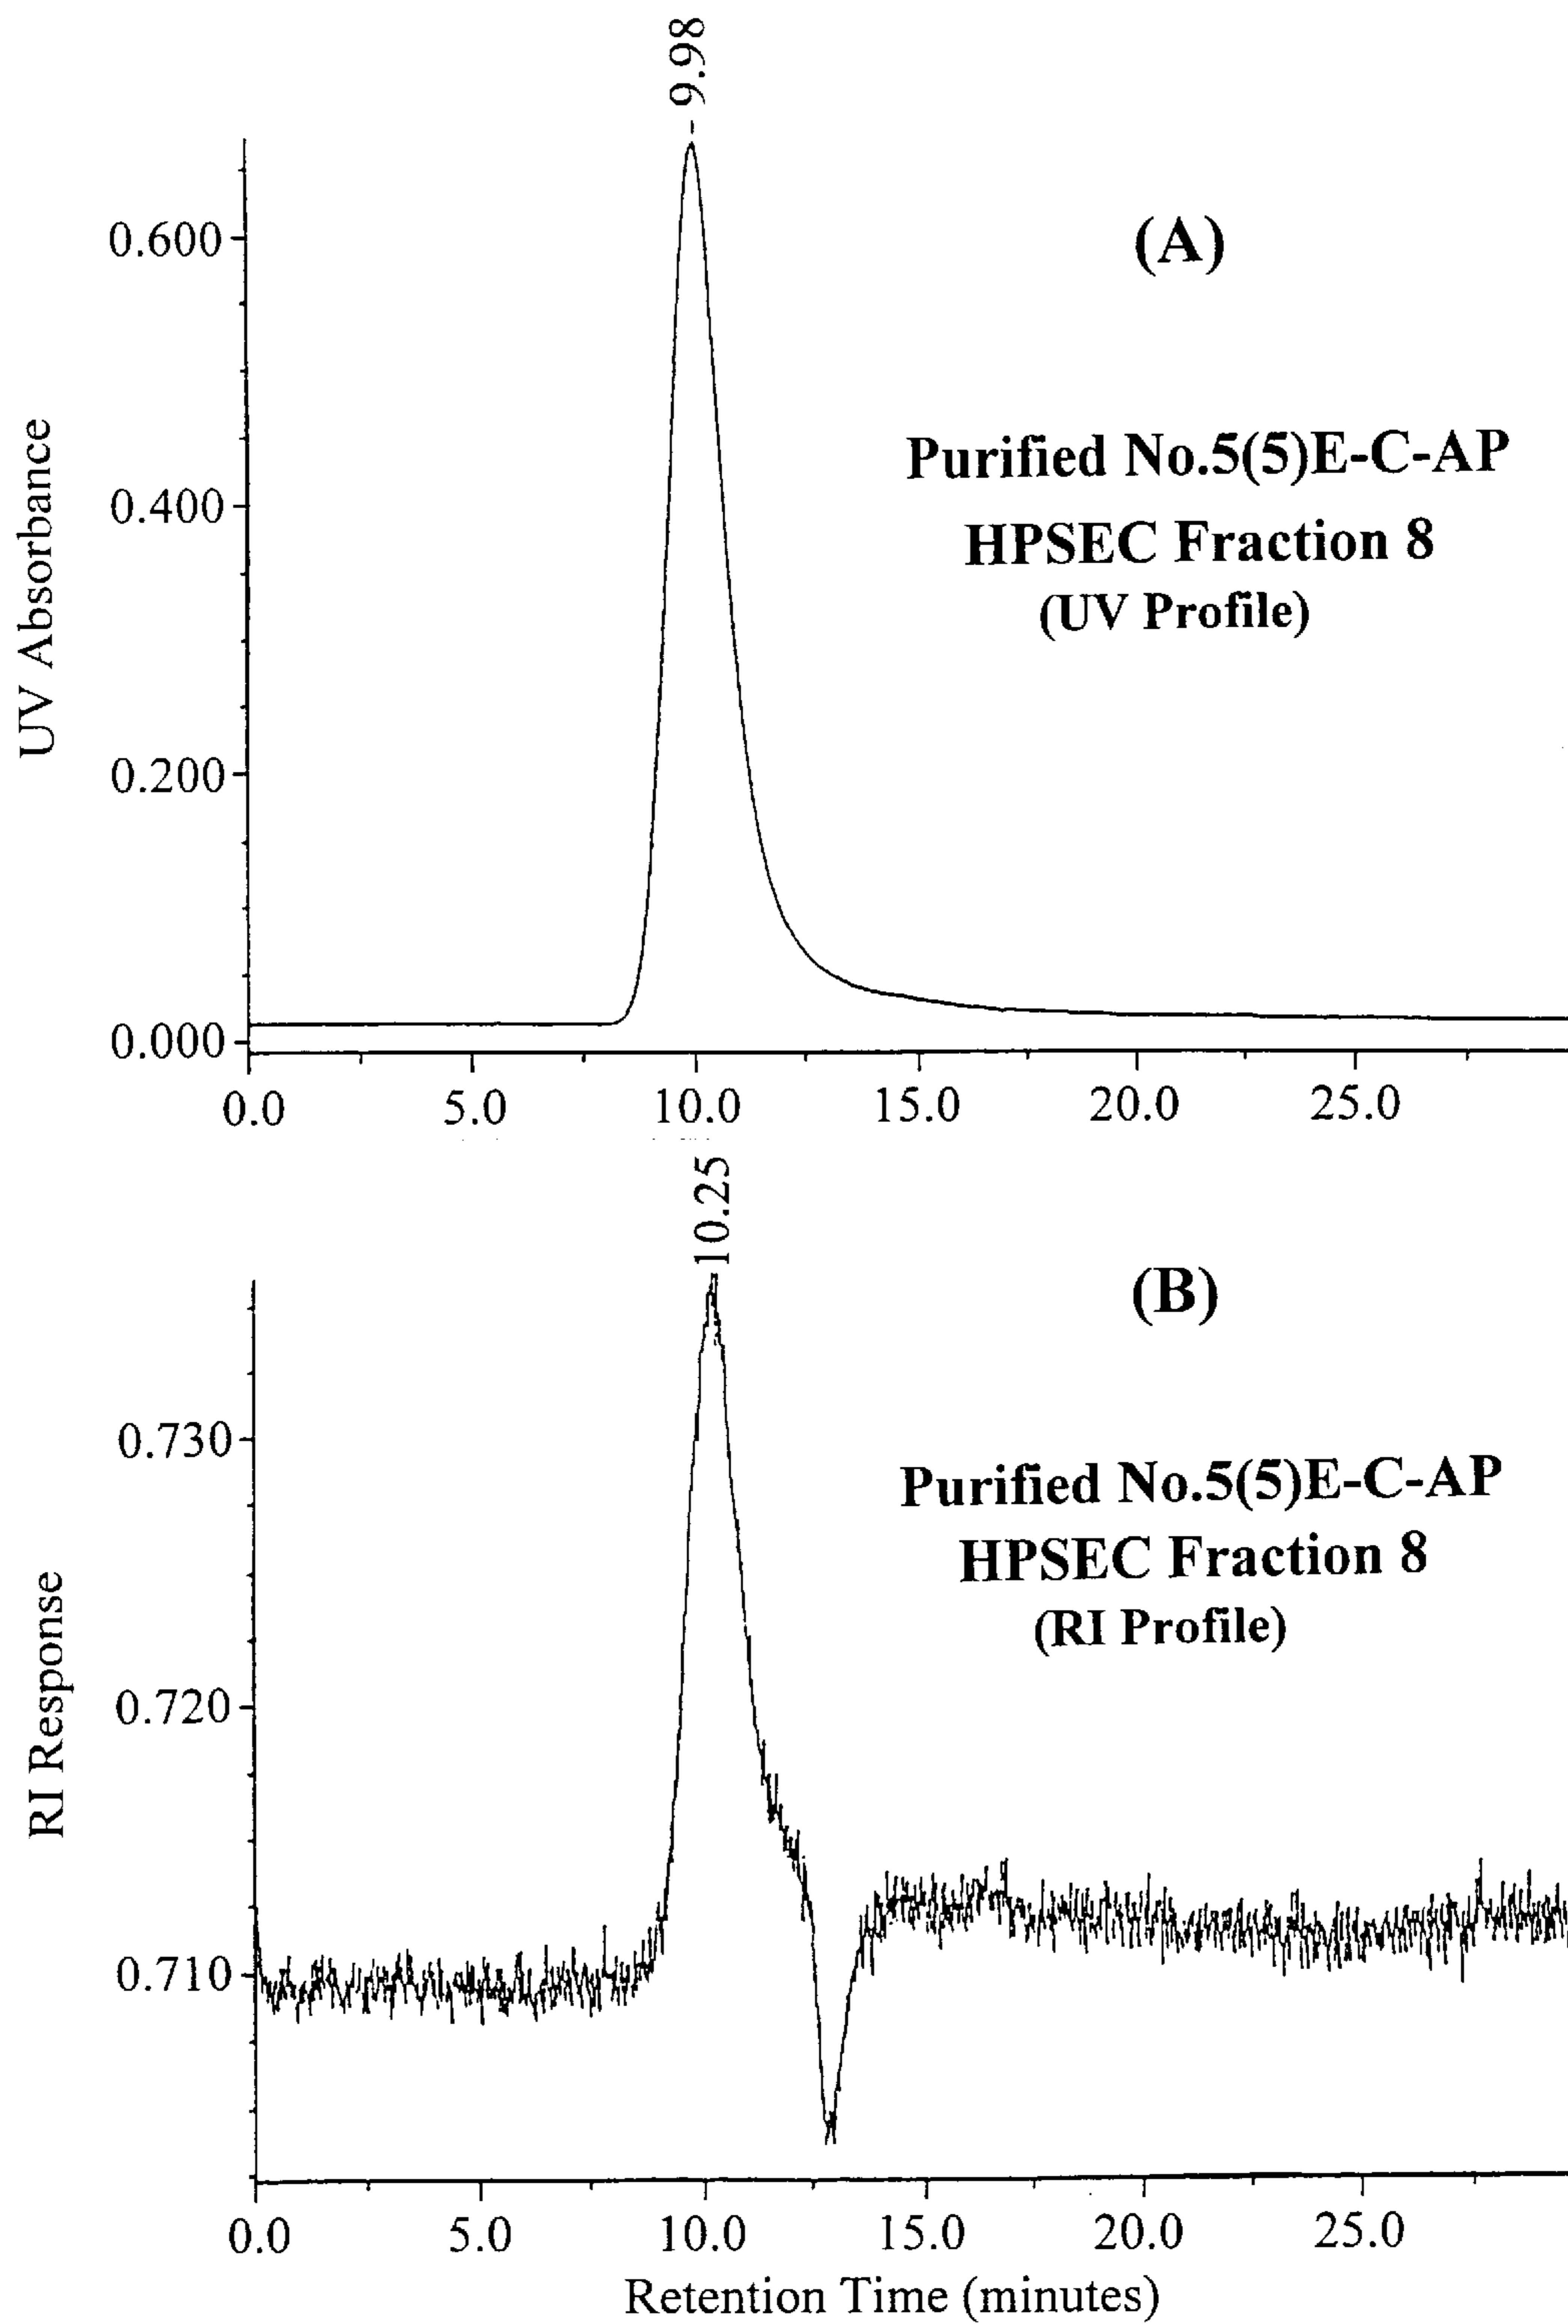 9.98
0.600
(A)
Purified No.5(5)E-C-AP
HPSEC Fraction 8
(UV Profile)
UV Absorbance
0.400
0.200
0.000
0.0 5.0 10.0 15.0 20.0 25.0
10.25
(B)
0.730
Purified No.5(5)E-C-AP
HPSEC Fraction 8
(RI Profile)
RI Response
0.720
0.710
0.0 5.0 10.0 15.0 20.0 25.0
Retention Time (minutes)